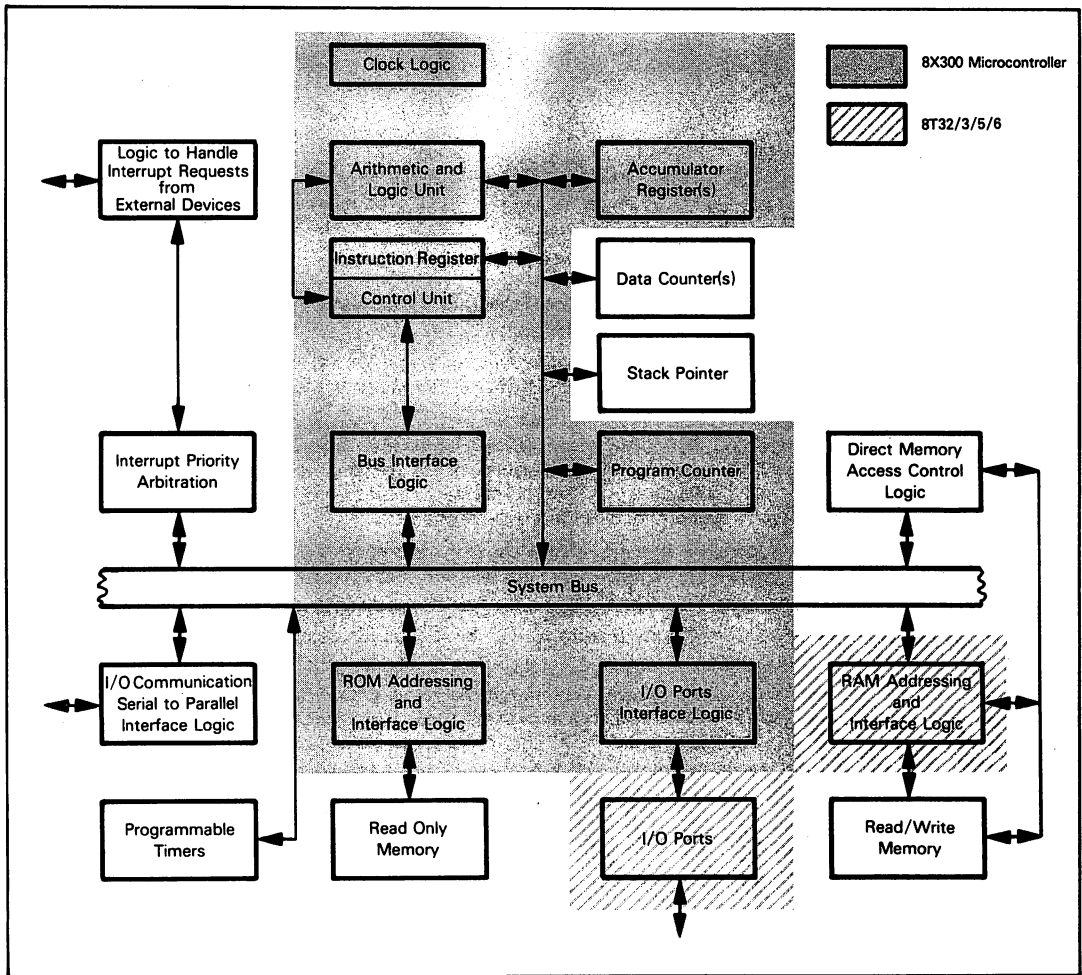 Clock Logic
8X300 Microcontroller
8T32/3/5/6
Logic to Handle
Interrupt Requests
from
External Devices
Arithmetic and
Logic Unit
Accumulator
Register(s)
Instruction Register
Control Unit
Data Counter(s)
Stack Pointer
Interrupt Priority
Arbitration
Bus Interface
Logic
Program Counter
Direct Memory
Access Control
Logic
System Bus
I/O Communication
Serial to Parallel
Interface Logic
ROM Addressing
and
Interface Logic
I/O Ports
Interface Logic
RAM Addressing
and
Interface Logic
Programmable
Timers
Read Only
Memory
I/O Ports
Read/Write
Memory